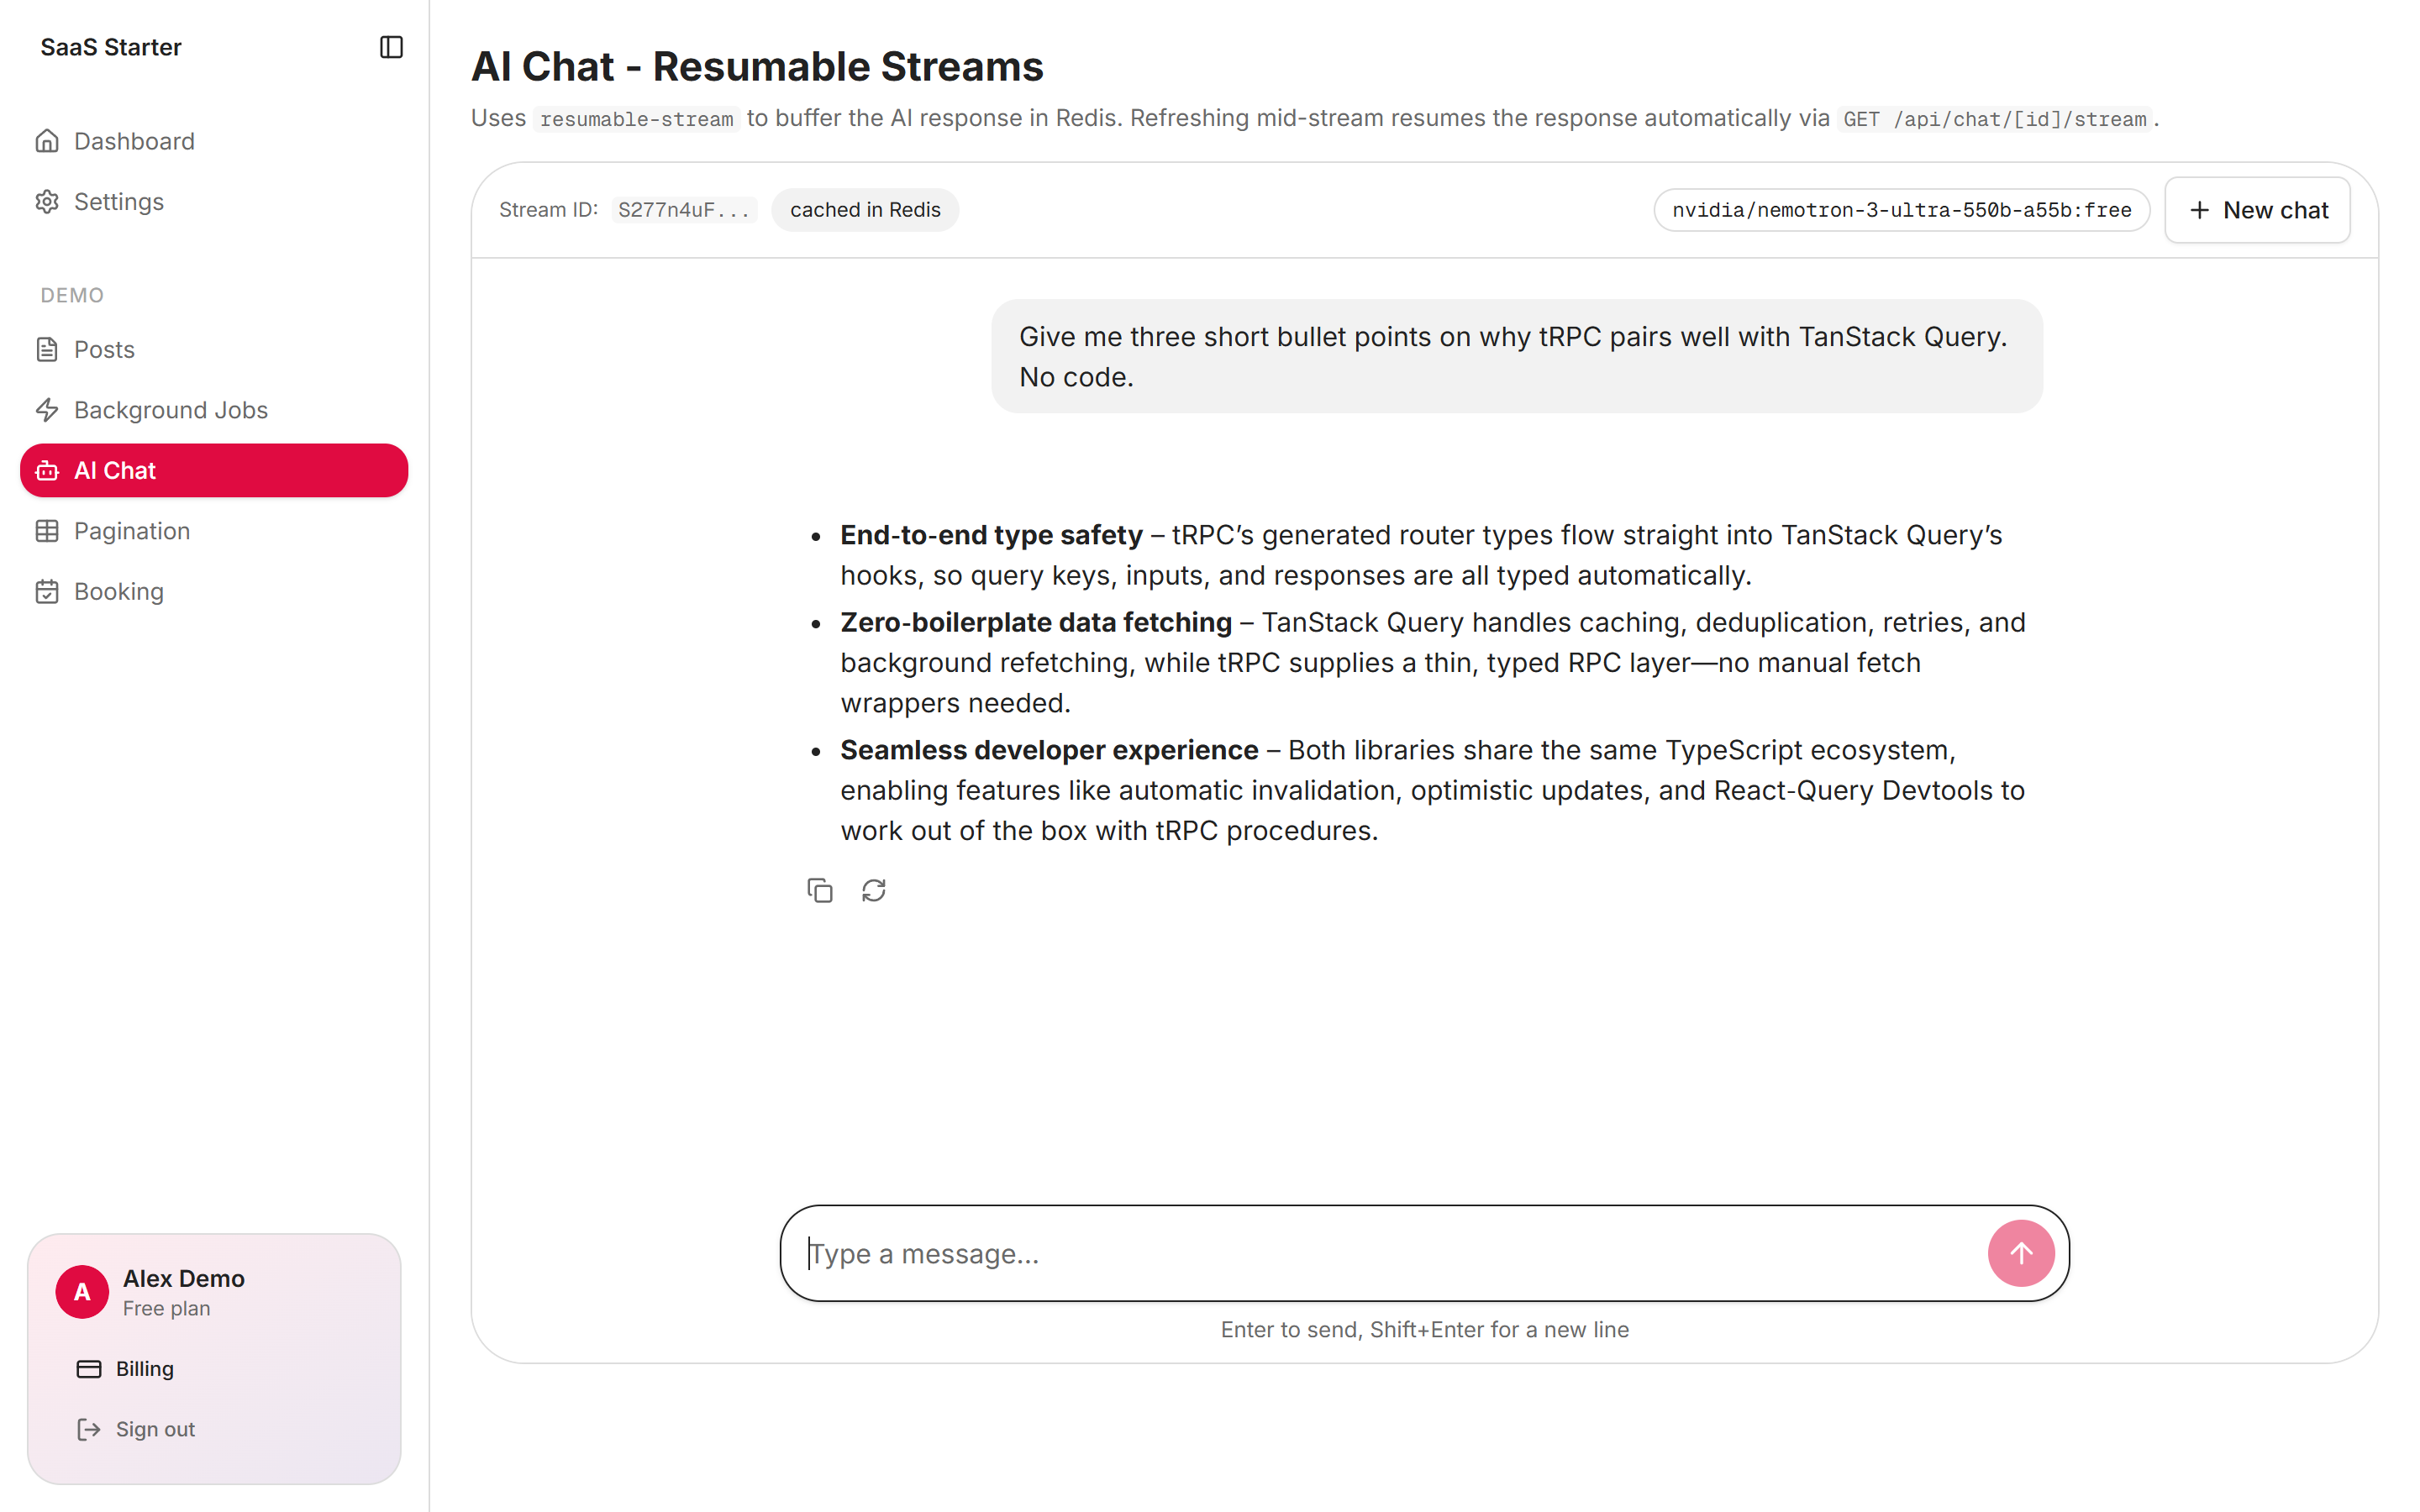 SaaS Starter
Dashboard
Settings
DEMO
Posts
Background Jobs
AI Chat
Pagination
Booking
A
Alex Demo
Free plan
Billing
Sign out
AI Chat - Resumable Streams
Uses resumable-stream to buffer the AI response in Redis. Refreshing mid-stream resumes the response automatically via GET /api/chat/[id]/stream.
Stream ID: S277n4uF... cached in Redis
nvidia/nemotron-3-ultra-550b-a55b:free
New chat
Give me three short bullet points on why tRPC pairs well with TanStack Query.
No code.
• End-to-end type safety – tRPC’s generated router types flow straight into TanStack Query’s
hooks, so query keys, inputs, and responses are all typed automatically.
• Zero-boilerplate data fetching – TanStack Query handles caching, deduplication, retries, and
background refetching, while tRPC supplies a thin, typed RPC layer—no manual fetch
wrappers needed.
• Seamless developer experience – Both libraries share the same TypeScript ecosystem,
enabling features like automatic invalidation, optimistic updates, and React-Query Devtools to
work out of the box with tRPC procedures.
Type a message...
Enter to send, Shift+Enter for a new line